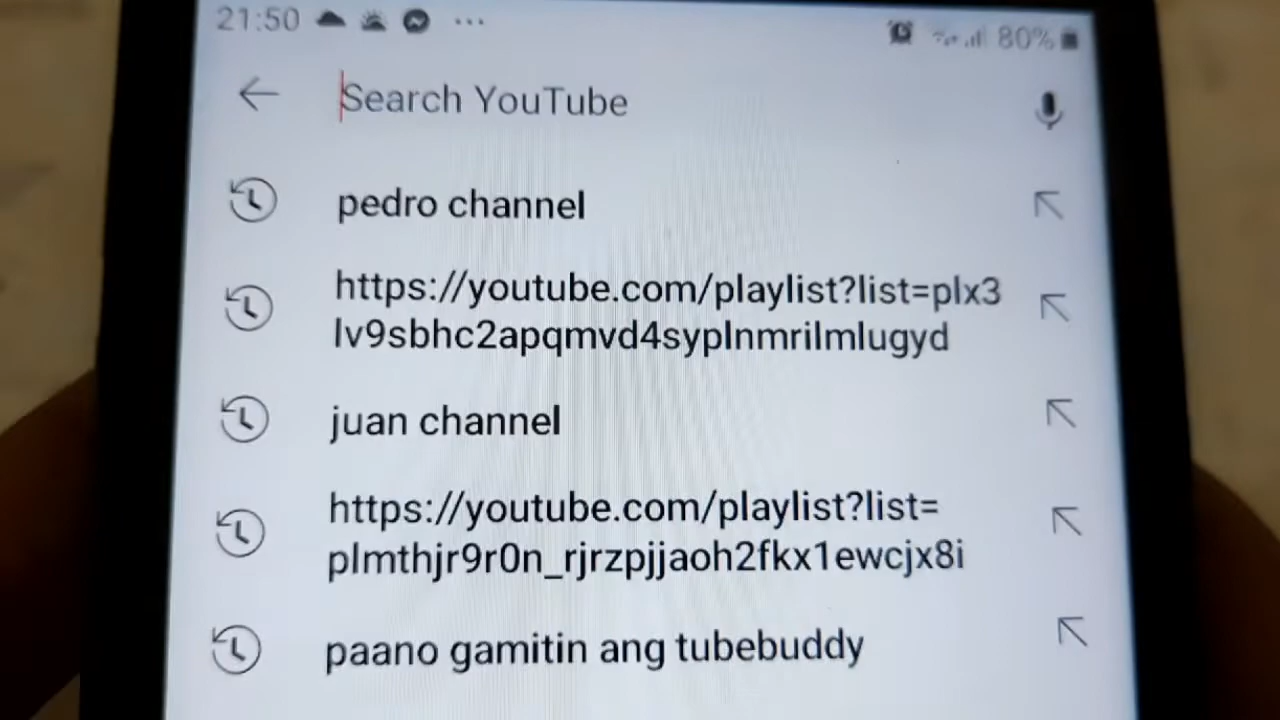 21:50
80%
Search YouTube
pedro channel
https://youtube.com/playlist?list=plx3
lv9sbhc2apqmvd4syplnmrilmlugyd
juan channel
https://youtube.com/playlist?list=
plmthjr9r0n_rjrzpjjaoh2fkx1ewcjx8i
paano gamitin ang tubebuddy